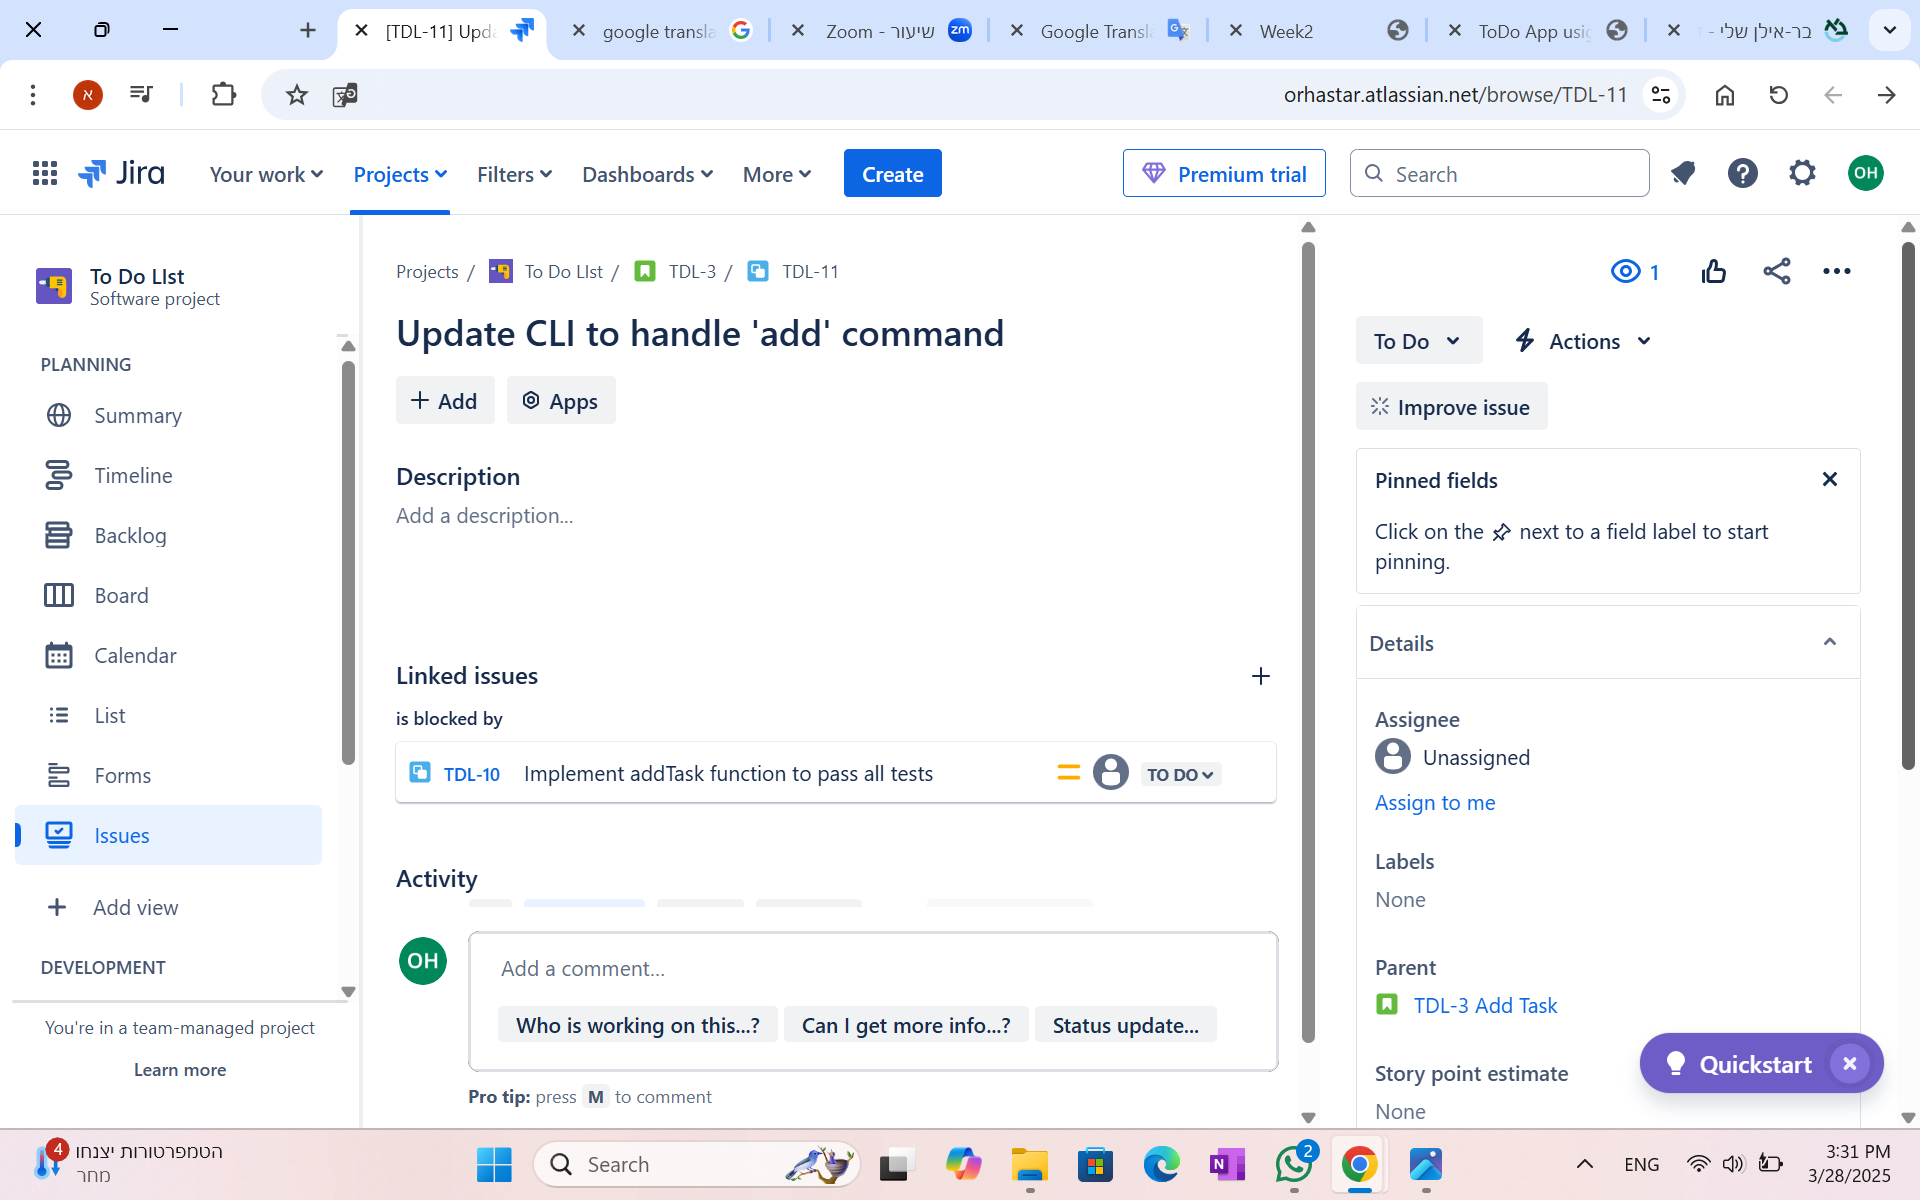 [TDL-11] Upda
google transla
שיעור - Zoom
zm
Google Transla
Week2
ToDo App usi
בר-אילן שלי -
א
orhastar.atlassian.net/browse/TDL-11
Jira
Your work
Projects
Filters
Dashboards
More
Create
Premium trial
Search
OH
To Do LIst
Software project
PLANNING
Summary
Timeline
Backlog
Board
Calendar
List
Forms
Issues
Add view
DEVELOPMENT
You're in a team-managed project
Learn more
Projects / To Do LIst / TDL-3 / TDL-11
Update CLI to handle 'add' command
Add
Apps
Description
Add a description...
Linked issues
is blocked by
TDL-10 Implement addTask function to pass all tests TO DO
Activity
OH
Add a comment...
Who is working on this...?
Can I get more info...?
Status update...
Pro tip: press M to comment
1
To Do
Actions
Improve issue
Pinned fields
Click on the next to a field label to start
pinning.
Details
Assignee
Unassigned
Assign to me
Labels
None
Parent
TDL-3 Add Task
Story point estimate
None
Quickstart
4
הטמפרטורות יצנחו
מחר
Search
N
2
ENG
3:31 PM
3/28/2025